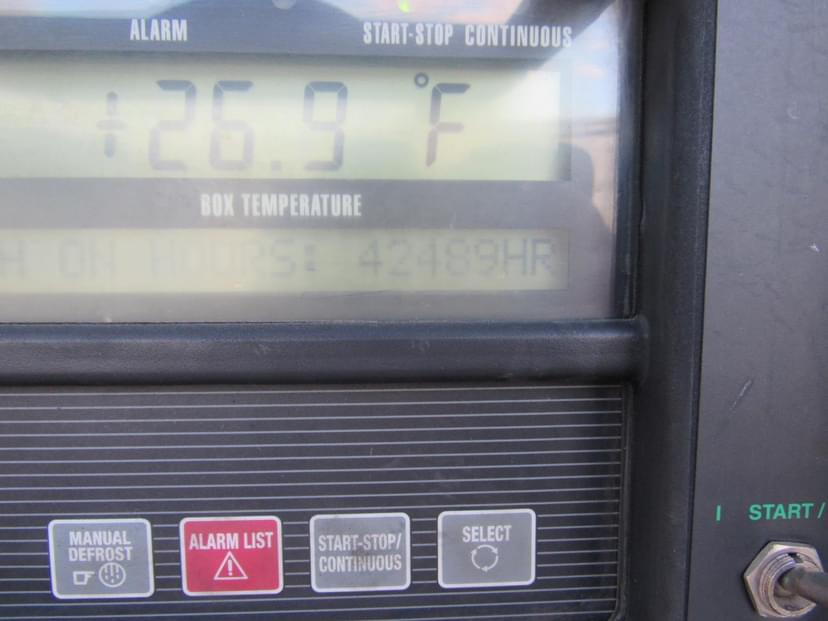 ALARM START-STOP CONTINUOUS
+26.9 °F
BOX TEMPERATURE
H ON HOURS: 42489HR
MANUAL DEFROST
ALARM LIST
START-STOP/ CONTINUOUS
SELECT
I START /